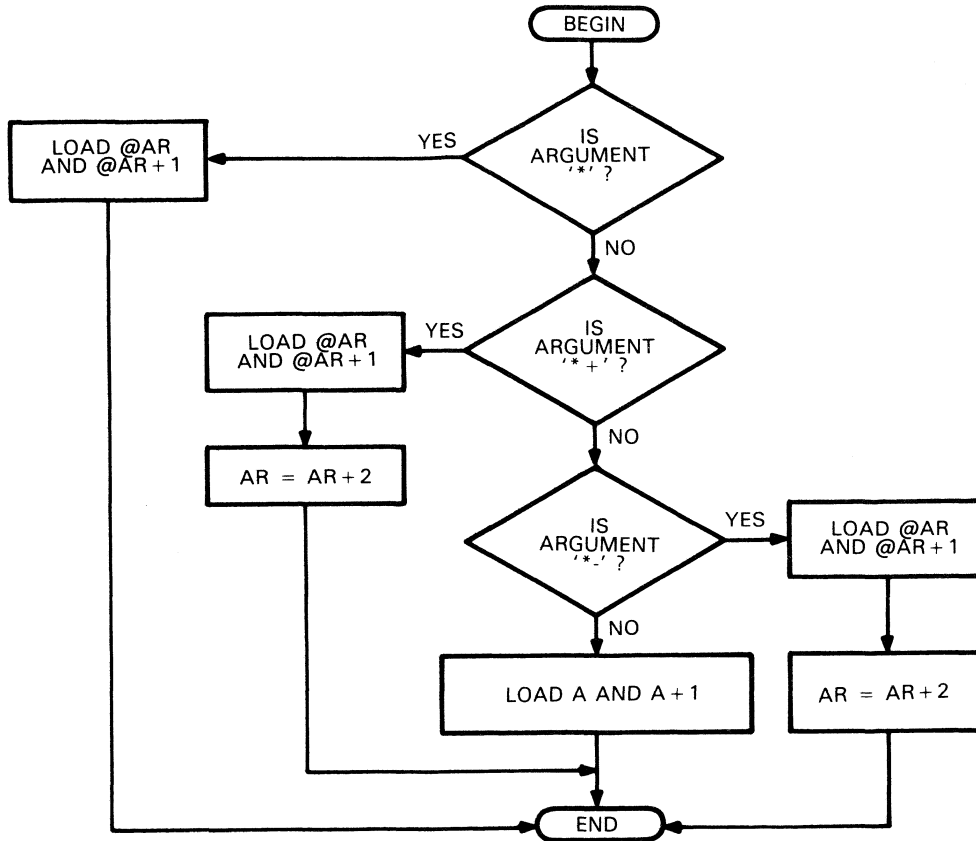 BEGIN
IS
ARGUMENT
'*' ?
YES
LOAD @AR
AND @AR+1
NO
IS
ARGUMENT
'*+' ?
YES
LOAD @AR
AND @AR+1
AR = AR+2
NO
IS
ARGUMENT
'*-' ?
YES
LOAD @AR
AND @AR+1
AR = AR+2
NO
LOAD A AND A+1
END